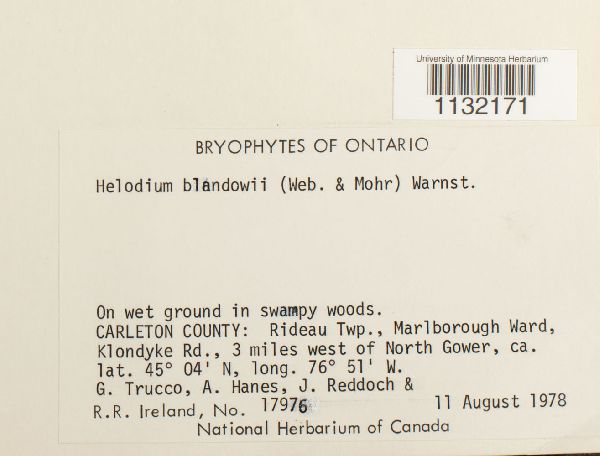 University of Minnesota Herbarium
1132171
BRYOPHYTES OF ONTARIO
Helodium blandowii (Web. & Mohr) Warnst.
On wet ground in swampy woods.
CARLETON COUNTY: Rideau Twp., Marlborough Ward,
Klondyke Rd., 3 miles west of North Gower, ca.
lat. 45° 04' N, long. 76° 51' W.
G. Trucco, A. Hanes, J. Reddoch &
R.R. Ireland, No. 17976 11 August 1978
National Herbarium of Canada